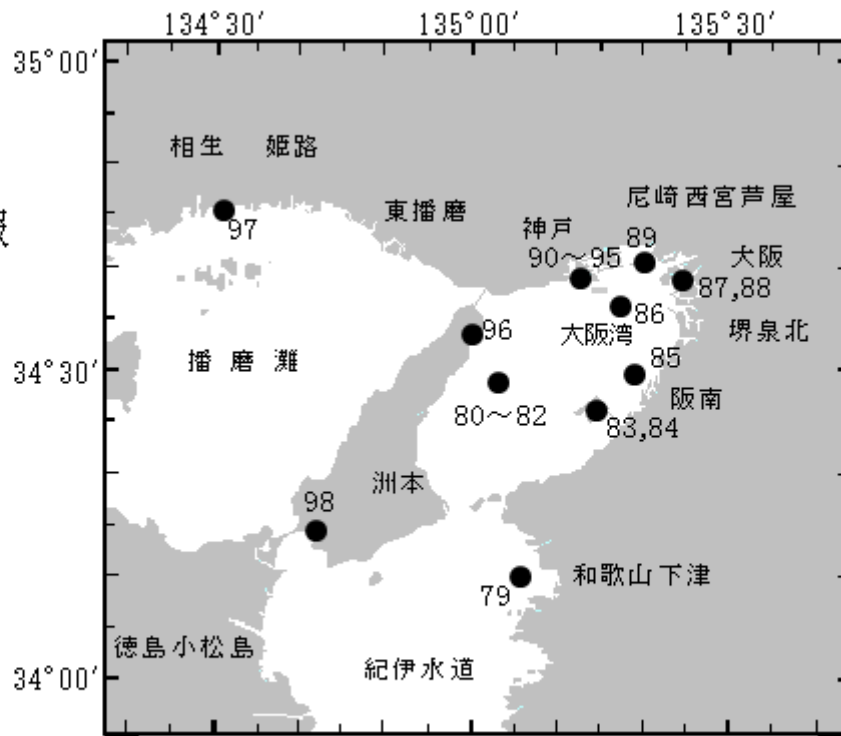 134°30′ 135°00′ 135°30′
35°00′
相生 姫路
尼崎西宮芦屋
東播磨
神戸
97
89
大阪
90～95
87,88
86
堺泉北
96
大阪湾
播磨灘
85
34°30′
阪南
80～82
83,84
洲本
98
和歌山下津
79
徳島小松島
紀伊水道
34°00′